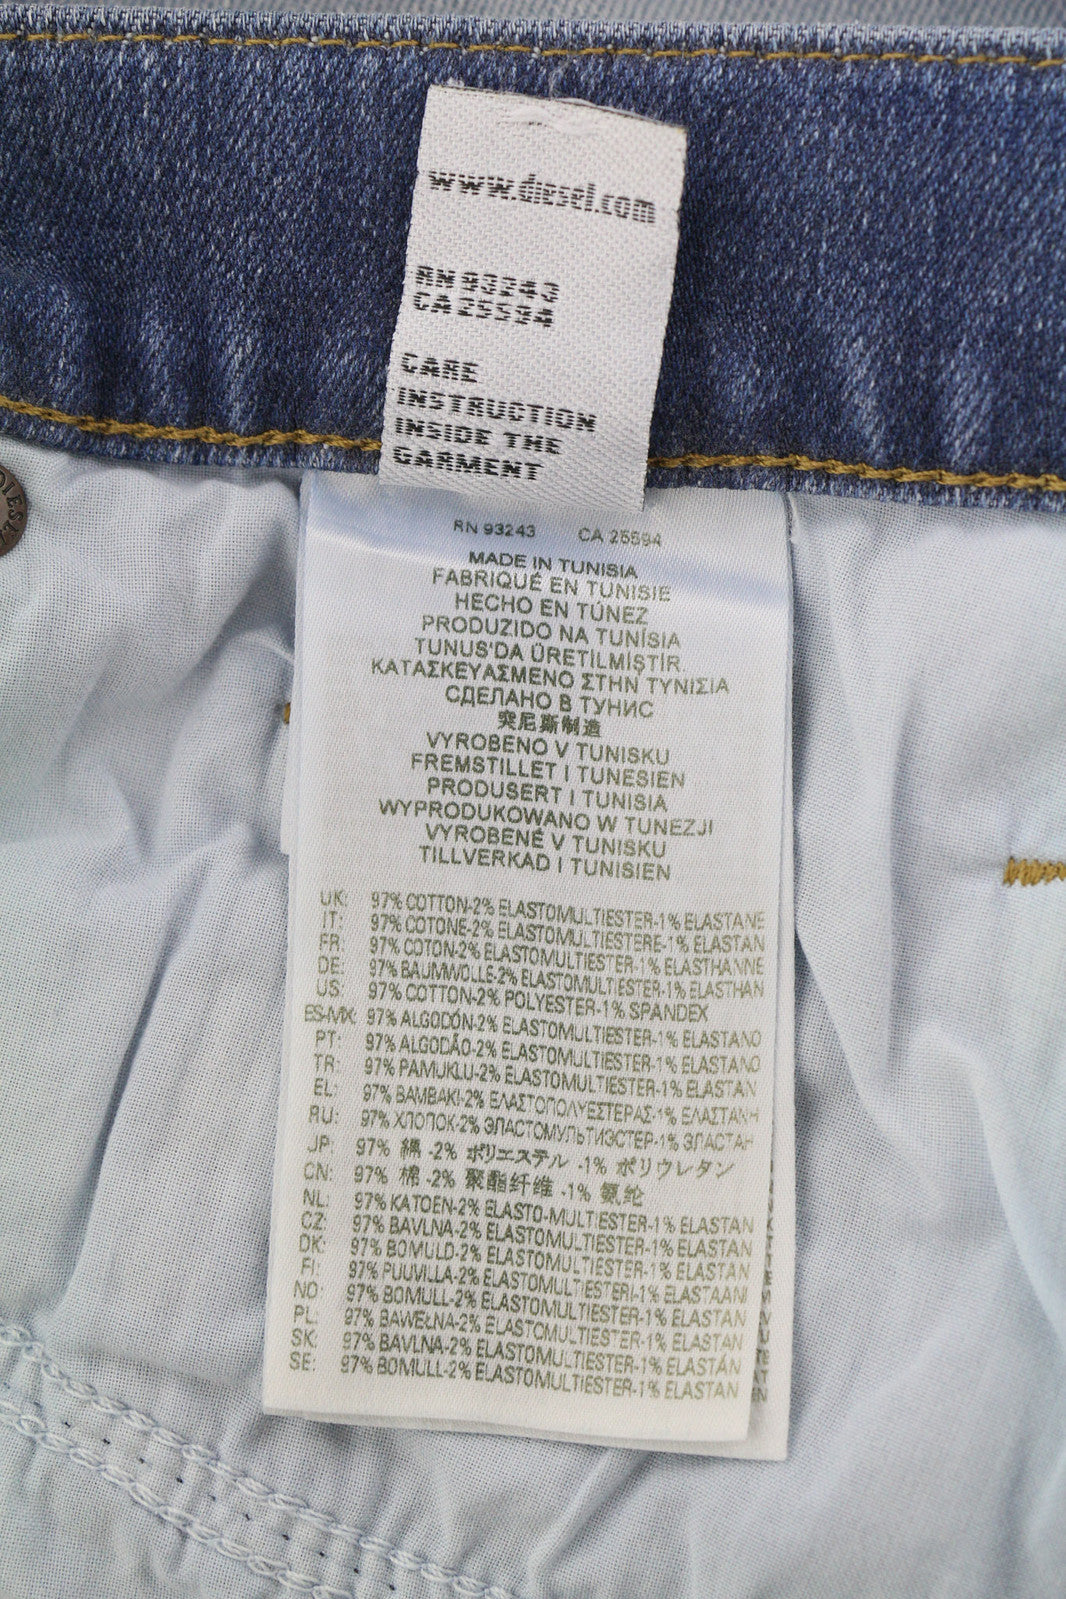 www.diesel.com
RN 93243
CA 25594
CARE
INSTRUCTION
INSIDE THE
GARMENT
DIESEL
RN 93243 CA 25594
MADE IN TUNISIA
FABRIQUÉ EN TUNISIE
HECHO EN TÚNEZ
PRODUZIDO NA TUNÍSIA
TUNUS'DA ÜRETİLMİŞTİR.
ΚΑΤΑΣΚΕΥΑΣΜΕΝΟ ΣΤΗΝ ΤΥΝΙΣΙΑ
СДЕЛАНО В ТУНИС
突尼斯制造
VYROBENO V TUNISKU
FREMSTILLET I TUNESIEN
PRODUSERT I TUNISIA
WYPRODUKOWANO W TUNEZJI
VYROBENÉ V TUNISKU
TILLVERKAD I TUNISIEN
UK: 97% COTTON-2% ELASTOMULTIESTER-1% ELASTANE
IT: 97% COTONE-2% ELASTOMULTIESTERE-1% ELASTAN
FR: 97% COTON-2% ELASTOMULTIESTER-1% ELASTHANNE
DE: 97% BAUMWOLLE-2% ELASTOMULTIESTER-1% ELASTHAN
US: 97% COTTON-2% POLYESTER-1% SPANDEX
ES-MX: 97% ALGODÓN-2% ELASTOMULTIESTER-1% ELASTANO
PT: 97% ALGODÃO-2% ELASTOMULTIESTER-1% ELASTANO
TR: 97% PAMUKLU-2% ELASTOMULTIESTER-1% ELASTAN
EL: 97% ΒΑΜΒΑΚΙ-2% ΕΛΑΣΤΟΠΟΛΥΕΣΤΕΡΑΣ-1% ΕΛΑΣΤΑΝΗ
RU: 97% ХЛОПОК-2% ЭЛАСТОМУЛЬТИЭСТЕР-1% ЭЛАСТАН
JP: 97% 綿 -2% ポリエステル -1% ポリウレタン
CN: 97% 棉 -2% 聚酯纤维 -1% 氨纶
NL: 97% KATOEN-2% ELASTO-MULTIESTER-1% ELASTAN
CZ: 97% BAVLNA-2% ELASTOMULTIESTER-1% ELASTAN
DK: 97% BOMULD-2% ELASTOMULTIESTER-1% ELASTAN
FI: 97% PUUVILLA-2% ELASTOMULTIESTERI-1% ELASTAANI
NO: 97% BOMULL-2% ELASTOMULTIESTER-1% ELASTAN
PL: 97% BAWEŁNA-2% ELASTOMULTIESTER-1% ELASTAN
SK: 97% BAVLNA-2% ELASTOMULTIESTER-1% ELASTÁN
SE: 97% BOMULL-2% ELASTOMULTIESTER-1% ELASTAN